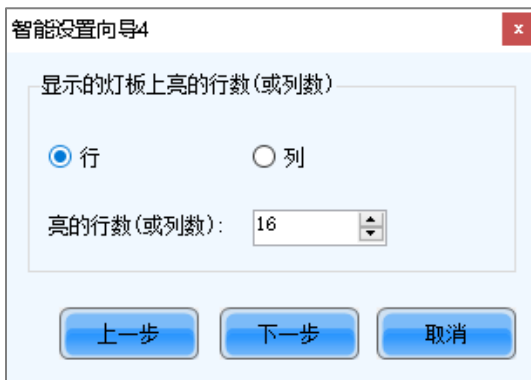 智能设置向导4
x
显示的灯板上亮的行数(或列数)
行 列
亮的行数(或列数): 16
上一步 下一步 取消